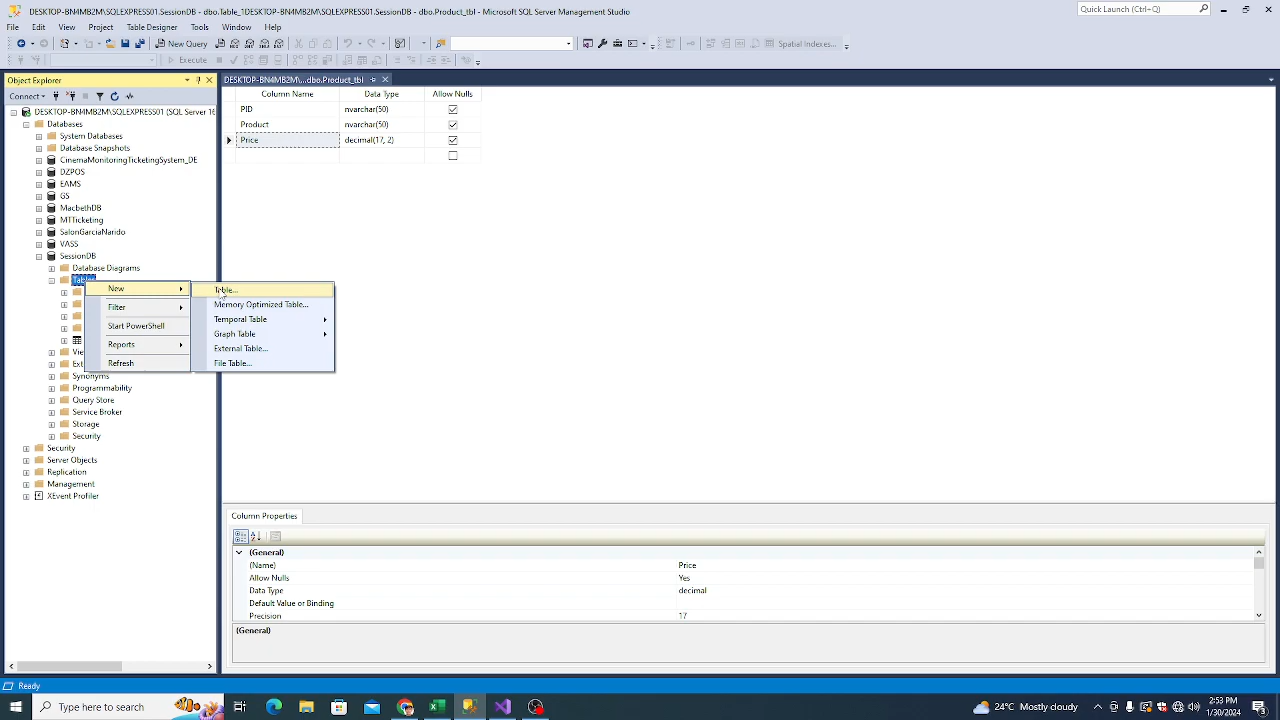 DESKTOP-BN4MB2M\SQLEXPRESS01.SessionDB - dbo.Table_1DESKTOP-BN4MB2M\SQLEXPRESS01.SessionDB - dbo.Product_tbl - Microsoft SQL Server Management Studio
Quick Launch (Ctrl+Q)
File Edit View Project Table Designer Tools Window Help
New Query
Spatial Indexes...
Execute
Object Explorer
DESKTOP-BN4MB2M\...dbo.Product_tbl
Connect
Column Name Data Type Allow Nulls
PID nvarchar(50)
Product nvarchar(50)
Price decimal(17, 2)
DESKTOP-BN4MB2M\SQLEXPRESS01 (SQL Server 16
Databases
System Databases
Database Snapshots
CinemaMonitoringTicketingSystem_DE
DZPOS
EAMS
GS
MacbethDB
MTTicketing
SalonGarciaNarido
VASS
SessionDB
Database Diagrams
Tables
Vie
Ext
Synonyms
Programmability
Query Store
Service Broker
Storage
Security
Security
Server Objects
Replication
Management
XEvent Profiler
New
Filter
Start PowerShell
Reports
Refresh
Table...
Memory Optimized Table...
Temporal Table
Graph Table
External Table...
File Table...
Column Properties
(General)
(Name) Price
Allow Nulls Yes
Data Type decimal
Default Value or Binding
Precision 17
(General)
Ready
Type here to search
24°C Mostly cloudy
2:53 PM
1/30/2024